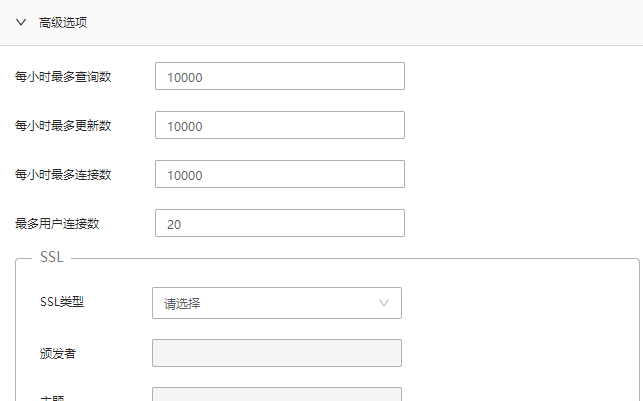 高级选项
每小时最多查询数 10000
每小时最多更新数 10000
每小时最多连接数 10000
最多用户连接数 20
SSL
SSL类型 请选择
颁发者
主题